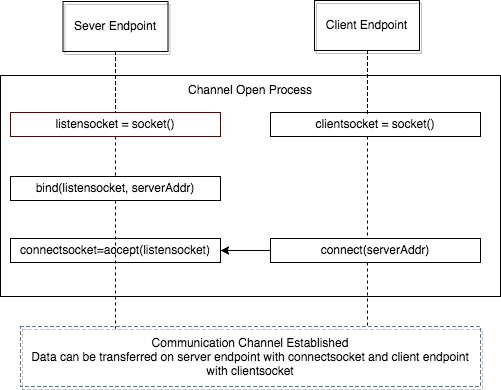 Sever Endpoint
Client Endpoint
Channel Open Process
listensocket = socket()
clientsocket = socket()
bind(listensocket, serverAddr)
connectsocket=accept(listensocket)
connect(serverAddr)
Communication Channel Established
Data can be transferred on server endpoint with connectsocket and client endpoint
with clientsocket